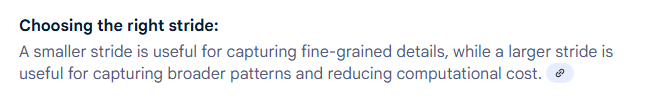 Choosing the right stride:
A smaller stride is useful for capturing fine-grained details, while a larger stride is
useful for capturing broader patterns and reducing computational cost.